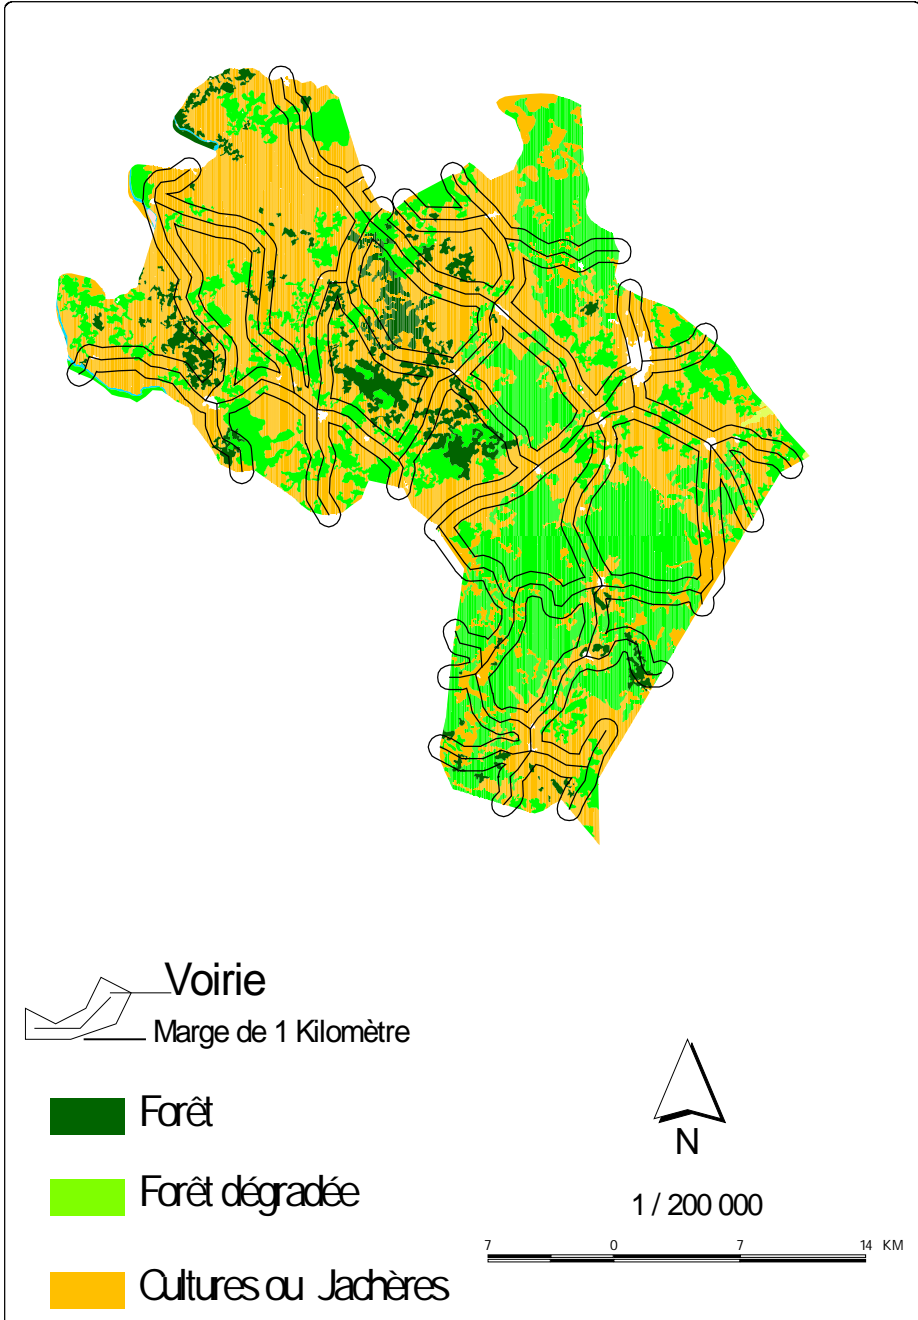 Voirie
Marge de 1 Kilomètre
Forêt
N
Forêt dégradée
1 / 200 000
7 0 7 14 KM
Cultures ou Jachères